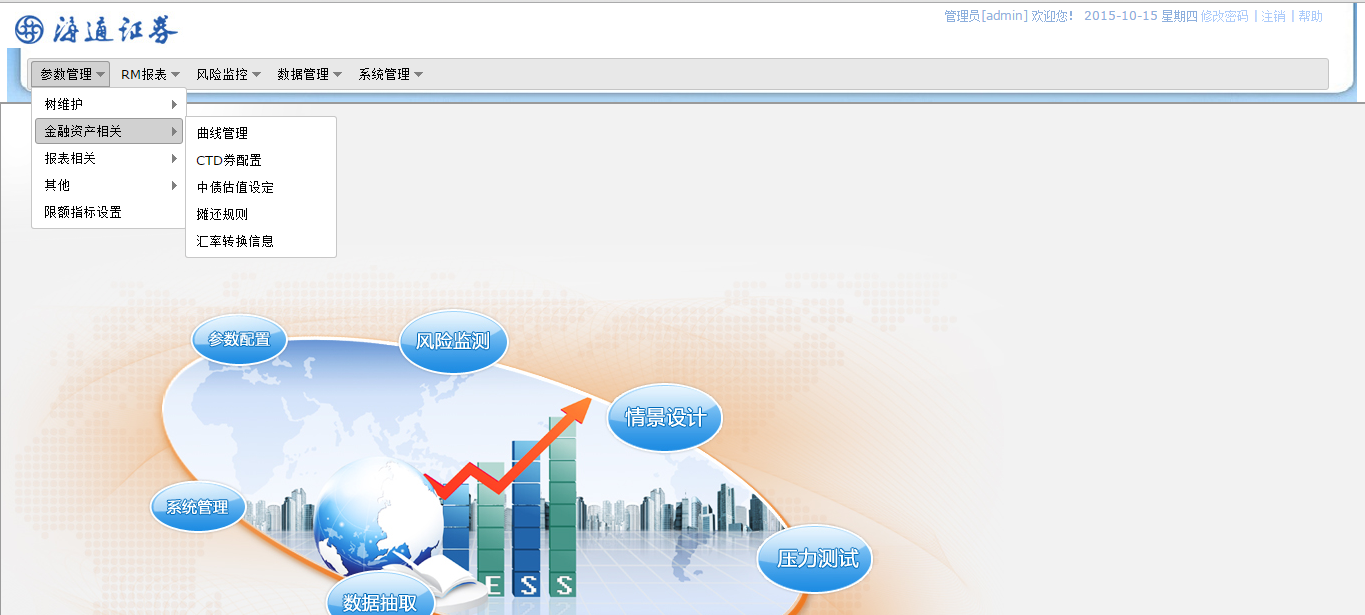 海通证券
管理员[admin] 欢迎您! 2015-10-15 星期四 修改密码 | 注销 | 帮助
参数管理 RM报表 风险监控 数据管理 系统管理
树维护
金融资产相关
报表相关
其他
限额指标设置
曲线管理
CTD券配置
中债估值设定
摊还规则
汇率转换信息
参数配置
风险监测
情景设计
系统管理
压力测试
E S S
数据抽取